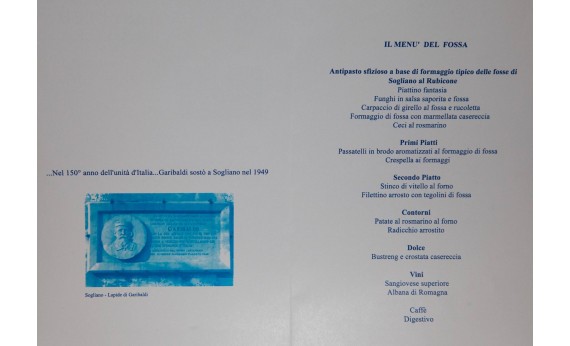 ...Nel 150° anno dell'unità d'Italia...Garibaldi sostò a Sogliano nel 1949
Sogliano - Lapide di Garibaldi
IL MENU' DEL FOSSA
Antipasto sfizioso a base di formaggio tipico delle fosse di
Sogliano al Rubicone
Piattino fantasia
Funghi in salsa saporita e fossa
Carpaccio di girello al fossa e rucoletta
Formaggio di fossa con marmellata casereccia
Ceci al rosmarino
Primi Piatti
Passatelli in brodo aromatizzati al formaggio di fossa
Crespella ai formaggi
Secondo Piatto
Stinco di vitello al forno
Filettino arrosto con tegolini di fossa
Contorni
Patate al rosmarino al forno
Radicchio arrostito
Dolce
Bustreng e crostata casereccia
Vini
Sangiovese superiore
Albana di Romagna
Caffè
Digestivo